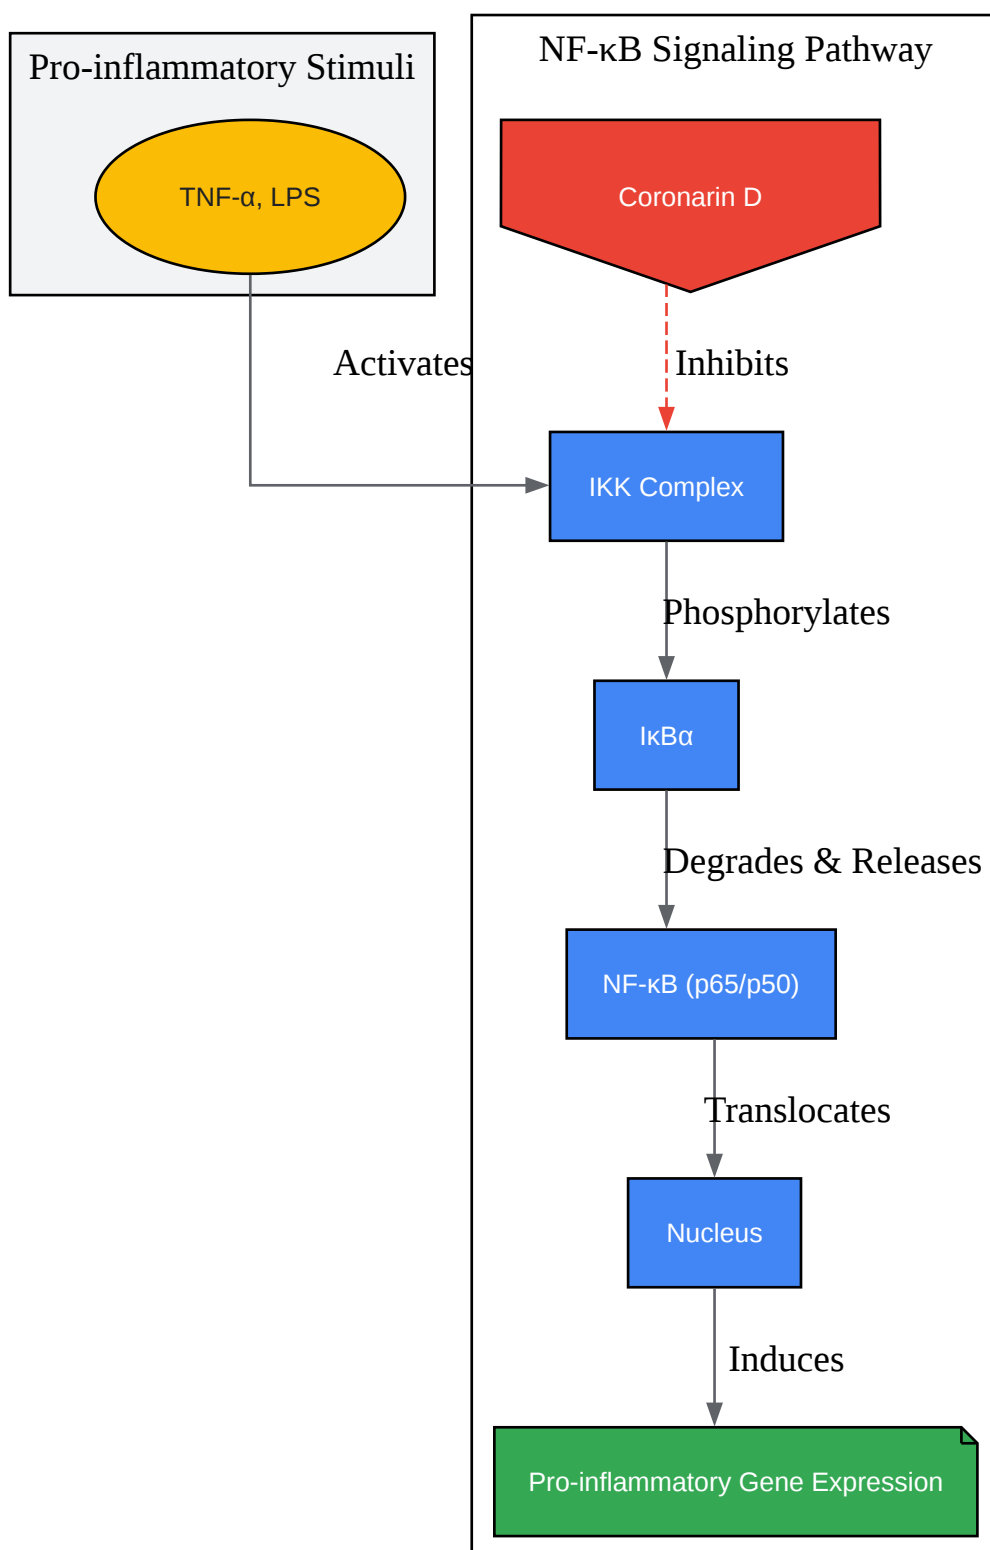 Pro-inflammatory Stimuli
TNF-α, LPS
NF-κB Signaling Pathway
Coronarin D
Activates
Inhibits
IKK Complex
Phosphorylates
IκBα
Degrades & Releases
NF-κB (p65/p50)
Translocates
Nucleus
Induces
Pro-inflammatory Gene Expression